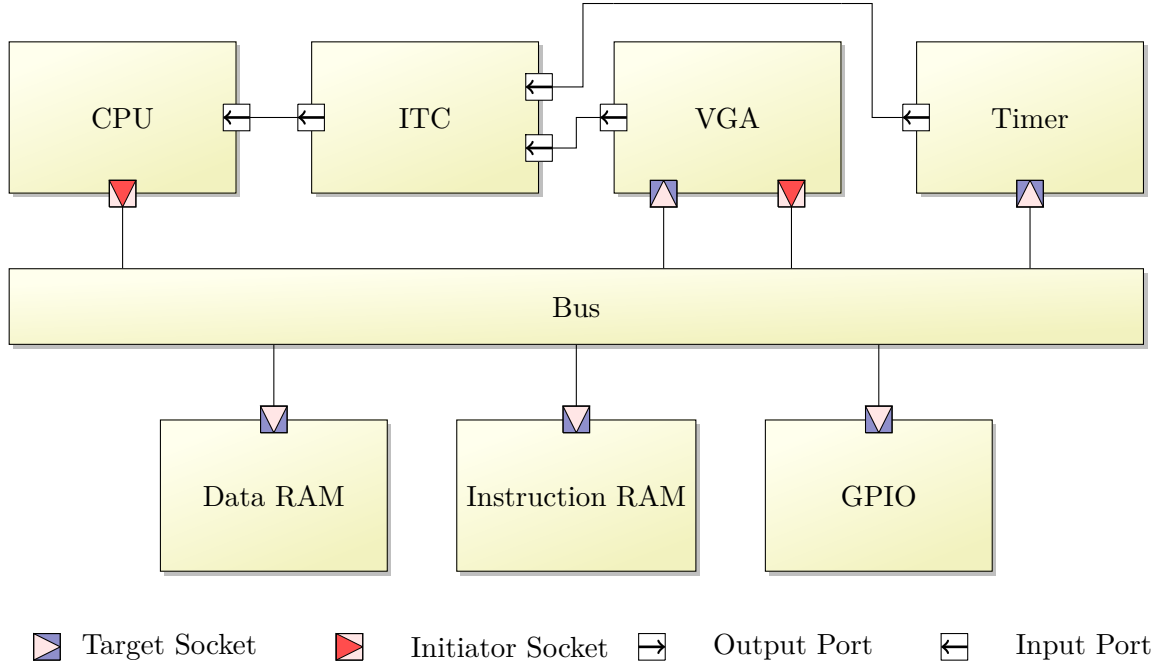 CPU
ITC
VGA
Timer
Bus
Data RAM
Instruction RAM
GPIO
Target Socket
Initiator Socket
Output Port
Input Port